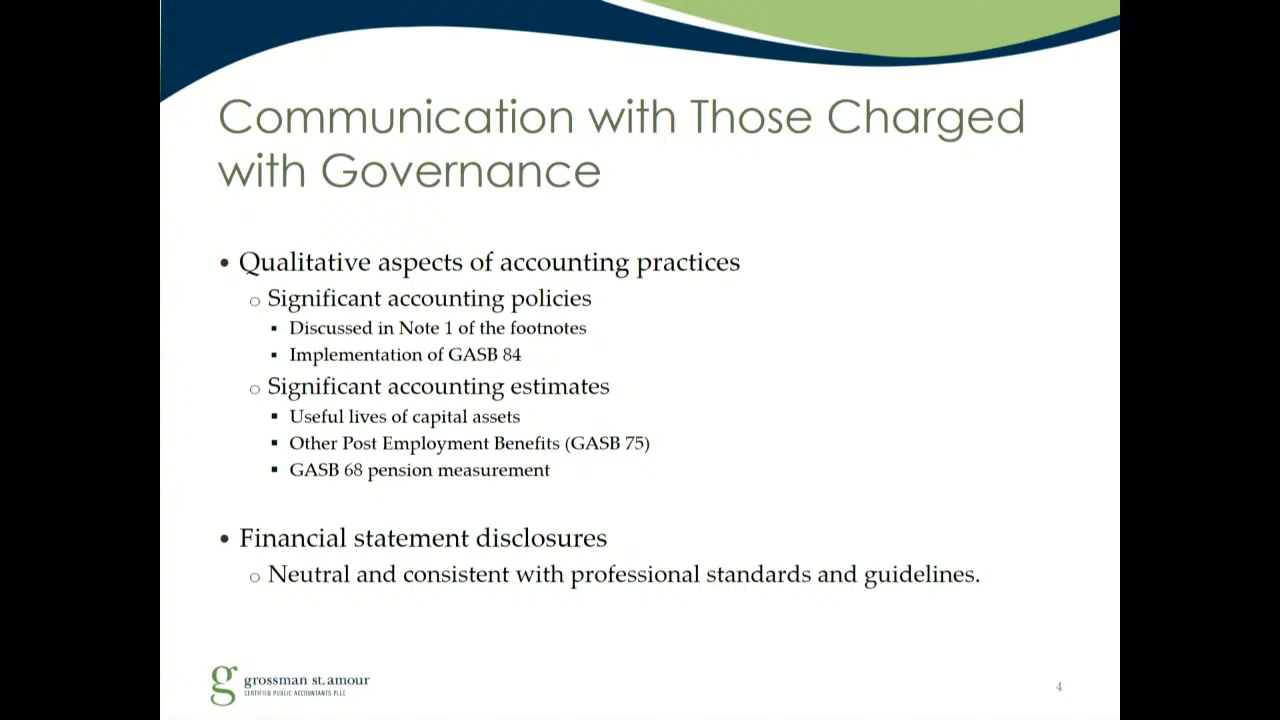 Communication with Those Charged
with Governance
• Qualitative aspects of accounting practices
o Significant accounting policies
▪ Discussed in Note 1 of the footnotes
▪ Implementation of GASB 84
o Significant accounting estimates
▪ Useful lives of capital assets
▪ Other Post Employment Benefits (GASB 75)
▪ GASB 68 pension measurement
• Financial statement disclosures
o Neutral and consistent with professional standards and guidelines.
g grossman st. amour
CERTIFIED PUBLIC ACCOUNTANTS PLLC
4